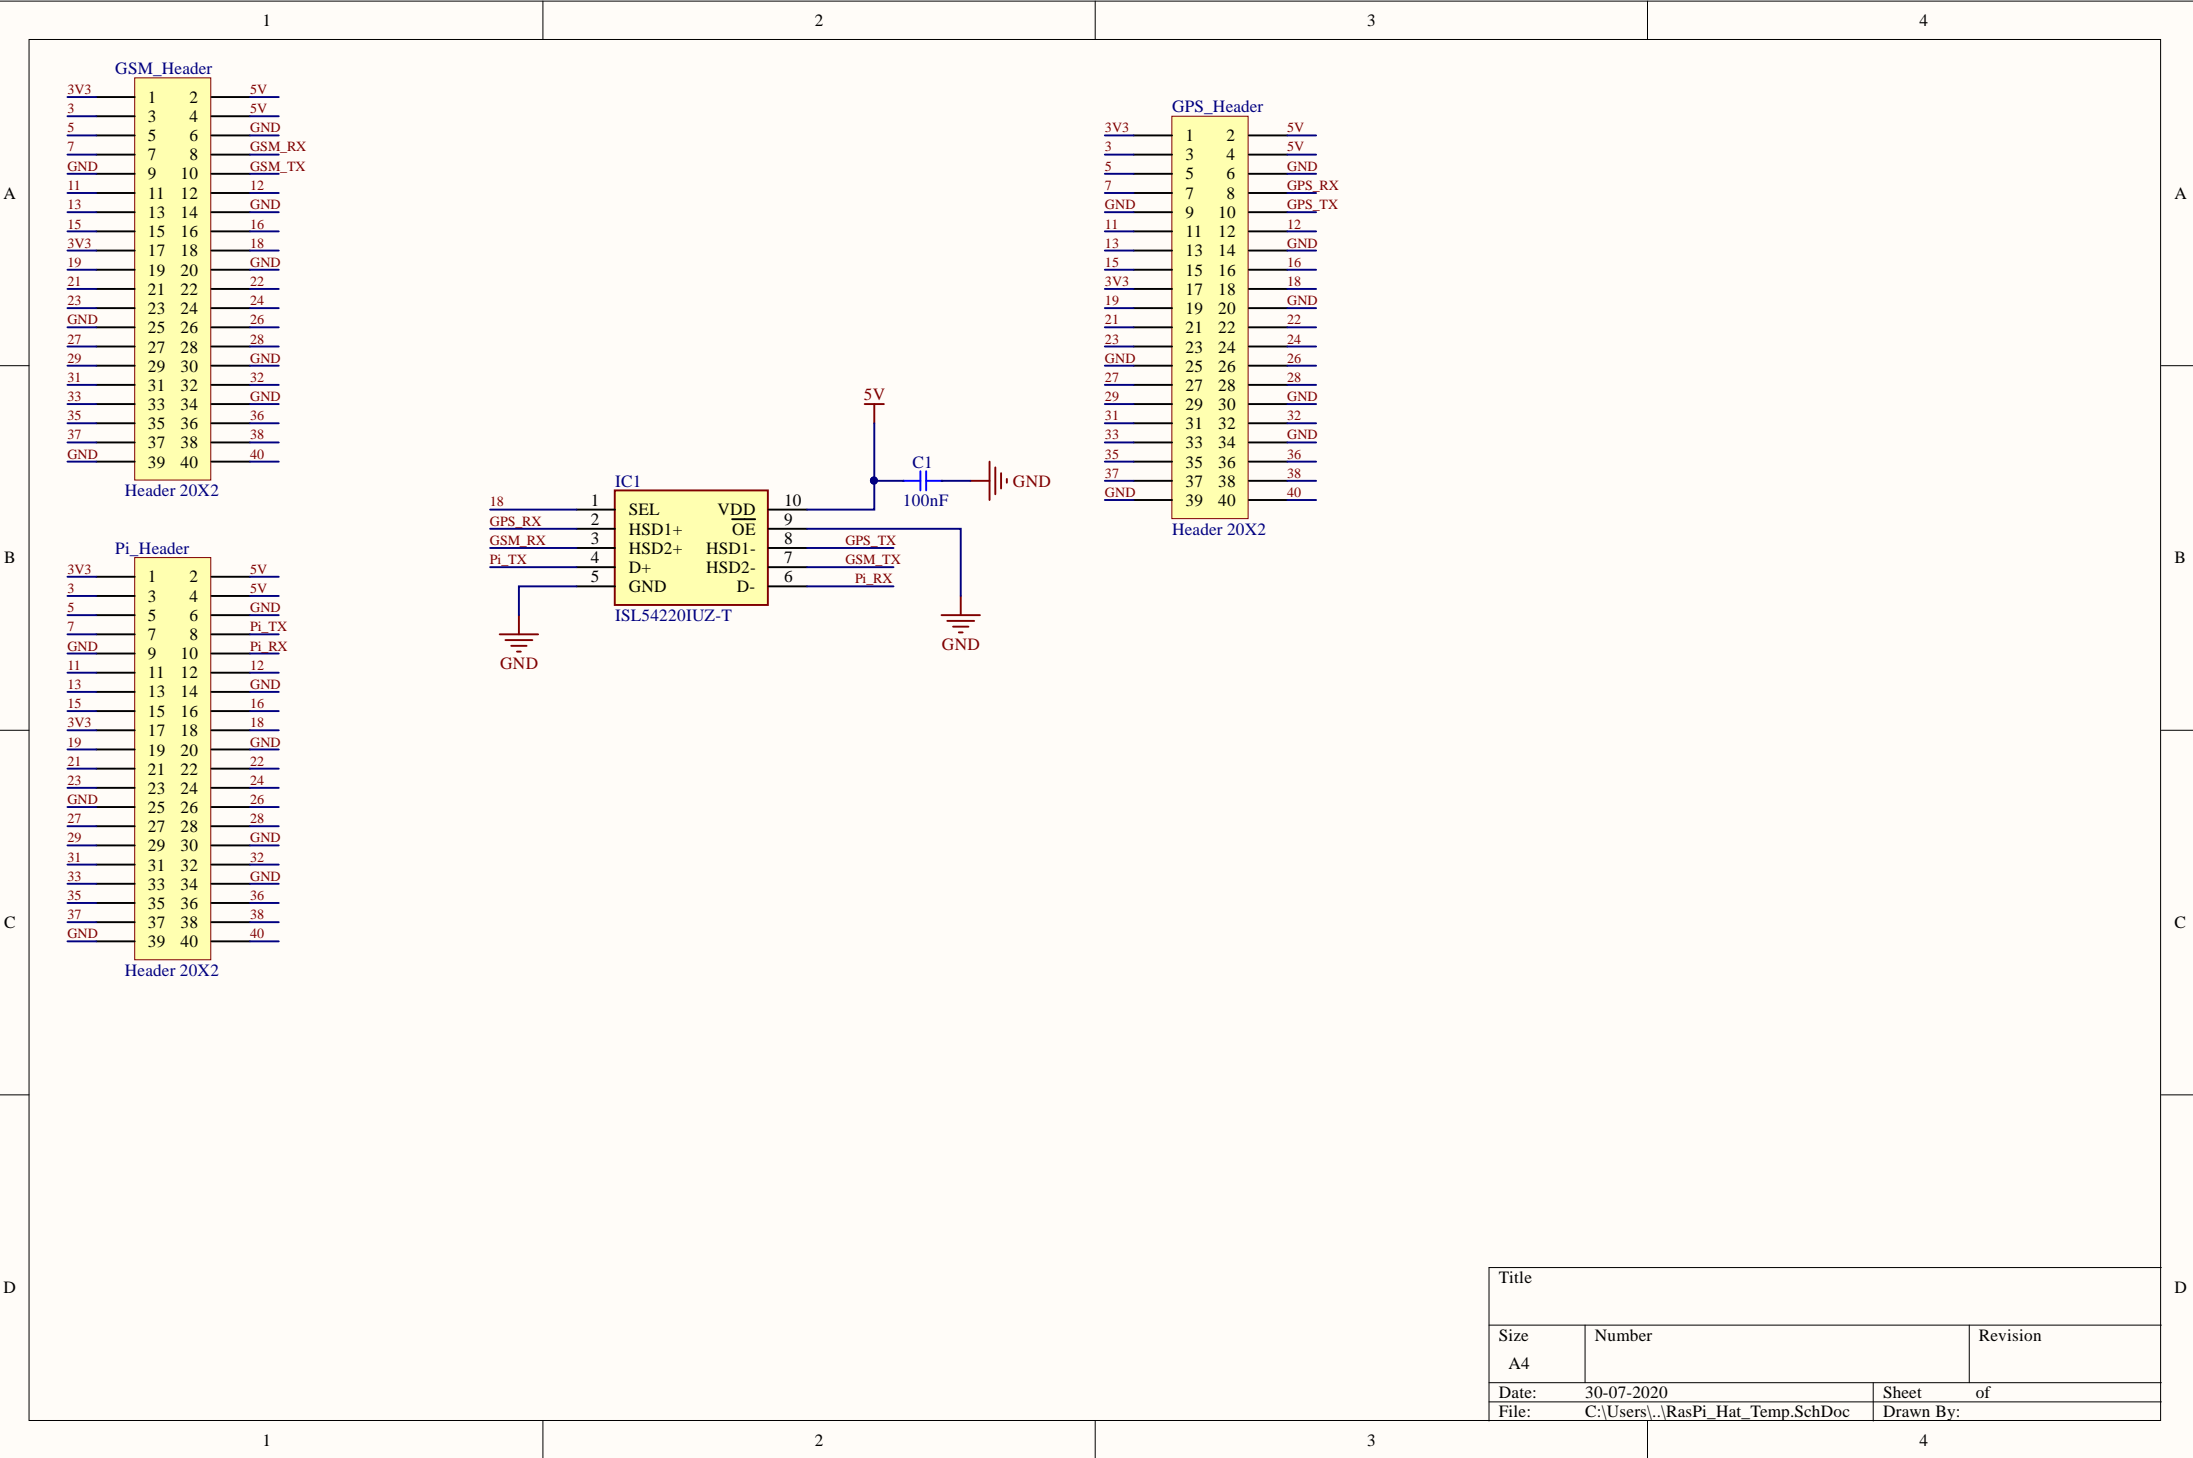 1 2 3 4
A
B
C
D
GSM_Header
3V3 1 2 5V
3 3 4 5V
5 5 6 GND
7 7 8 GSM_RX
GND 9 10 GSM_TX
11 11 12 12
13 13 14 GND
15 15 16 16
3V3 17 18 18
19 19 20 GND
21 21 22 22
23 23 24 24
GND 25 26 26
27 27 28 28
29 29 30 GND
31 31 32 32
33 33 34 GND
35 35 36 36
37 37 38 38
GND 39 40 40
Header 20X2
Pi_Header
3V3 1 2 5V
3 3 4 5V
5 5 6 GND
7 7 8 Pi_TX
GND 9 10 Pi_RX
11 11 12 12
13 13 14 GND
15 15 16 16
3V3 17 18 18
19 19 20 GND
21 21 22 22
23 23 24 24
GND 25 26 26
27 27 28 28
29 29 30 GND
31 31 32 32
33 33 34 GND
35 35 36 36
37 37 38 38
GND 39 40 40
Header 20X2
5V
C1
100nF
GND
IC1
18 1 SEL VDD 10
GPS_RX 2 HSD1+ OE 9
GSM_RX 3 HSD2+ HSD1- 8 GPS_TX
Pi_TX 4 D+ HSD2- 7 GSM_TX
5 GND D- 6 Pi_RX
ISL54220IUZ-T
GND
GND
GPS_Header
3V3 1 2 5V
3 3 4 5V
5 5 6 GND
7 7 8 GPS_RX
GND 9 10 GPS_TX
11 11 12 12
13 13 14 GND
15 15 16 16
3V3 17 18 18
19 19 20 GND
21 21 22 22
23 23 24 24
GND 25 26 26
27 27 28 28
29 29 30 GND
31 31 32 32
33 33 34 GND
35 35 36 36
37 37 38 38
GND 39 40 40
Header 20X2
A
B
C
D
Title
Size Number Revision
A4
Date: 30-07-2020 Sheet of
File: C:\Users\..\RasPi_Hat_Temp.SchDoc Drawn By:
1 2 3 4